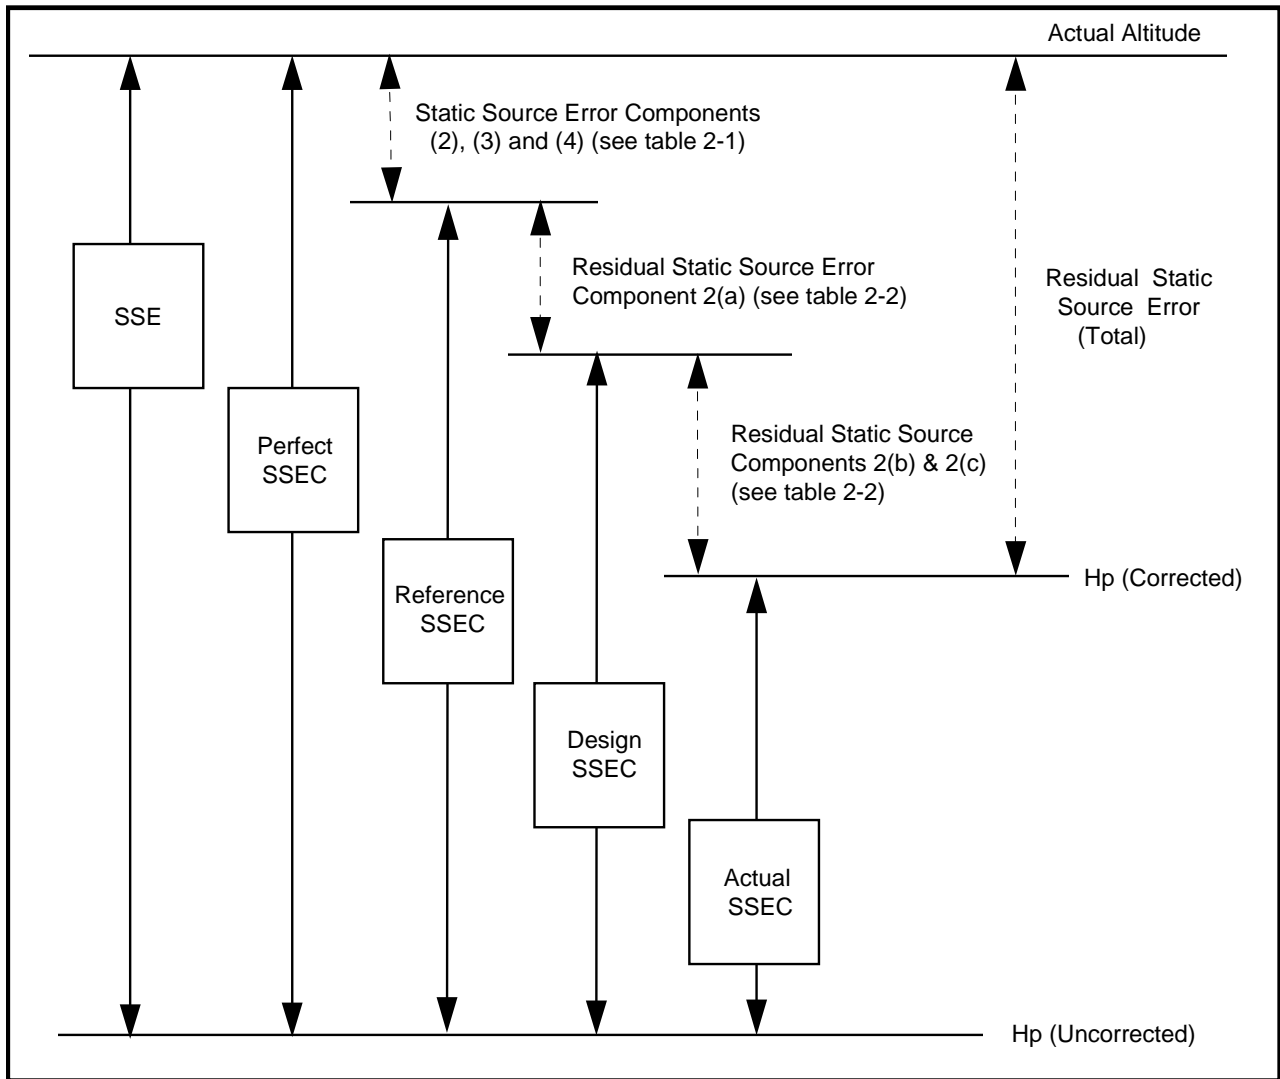 Actual Altitude
Static Source Error Components
(2), (3) and (4) (see table 2-1)
Residual Static Source Error
Component 2(a) (see table 2-2)
Residual Static
Source Error
(Total)
SSE
Perfect
SSEC
Residual Static Source
Components 2(b) & 2(c)
(see table 2-2)
Reference
SSEC
Hp (Corrected)
Design
SSEC
Actual
SSEC
Hp (Uncorrected)